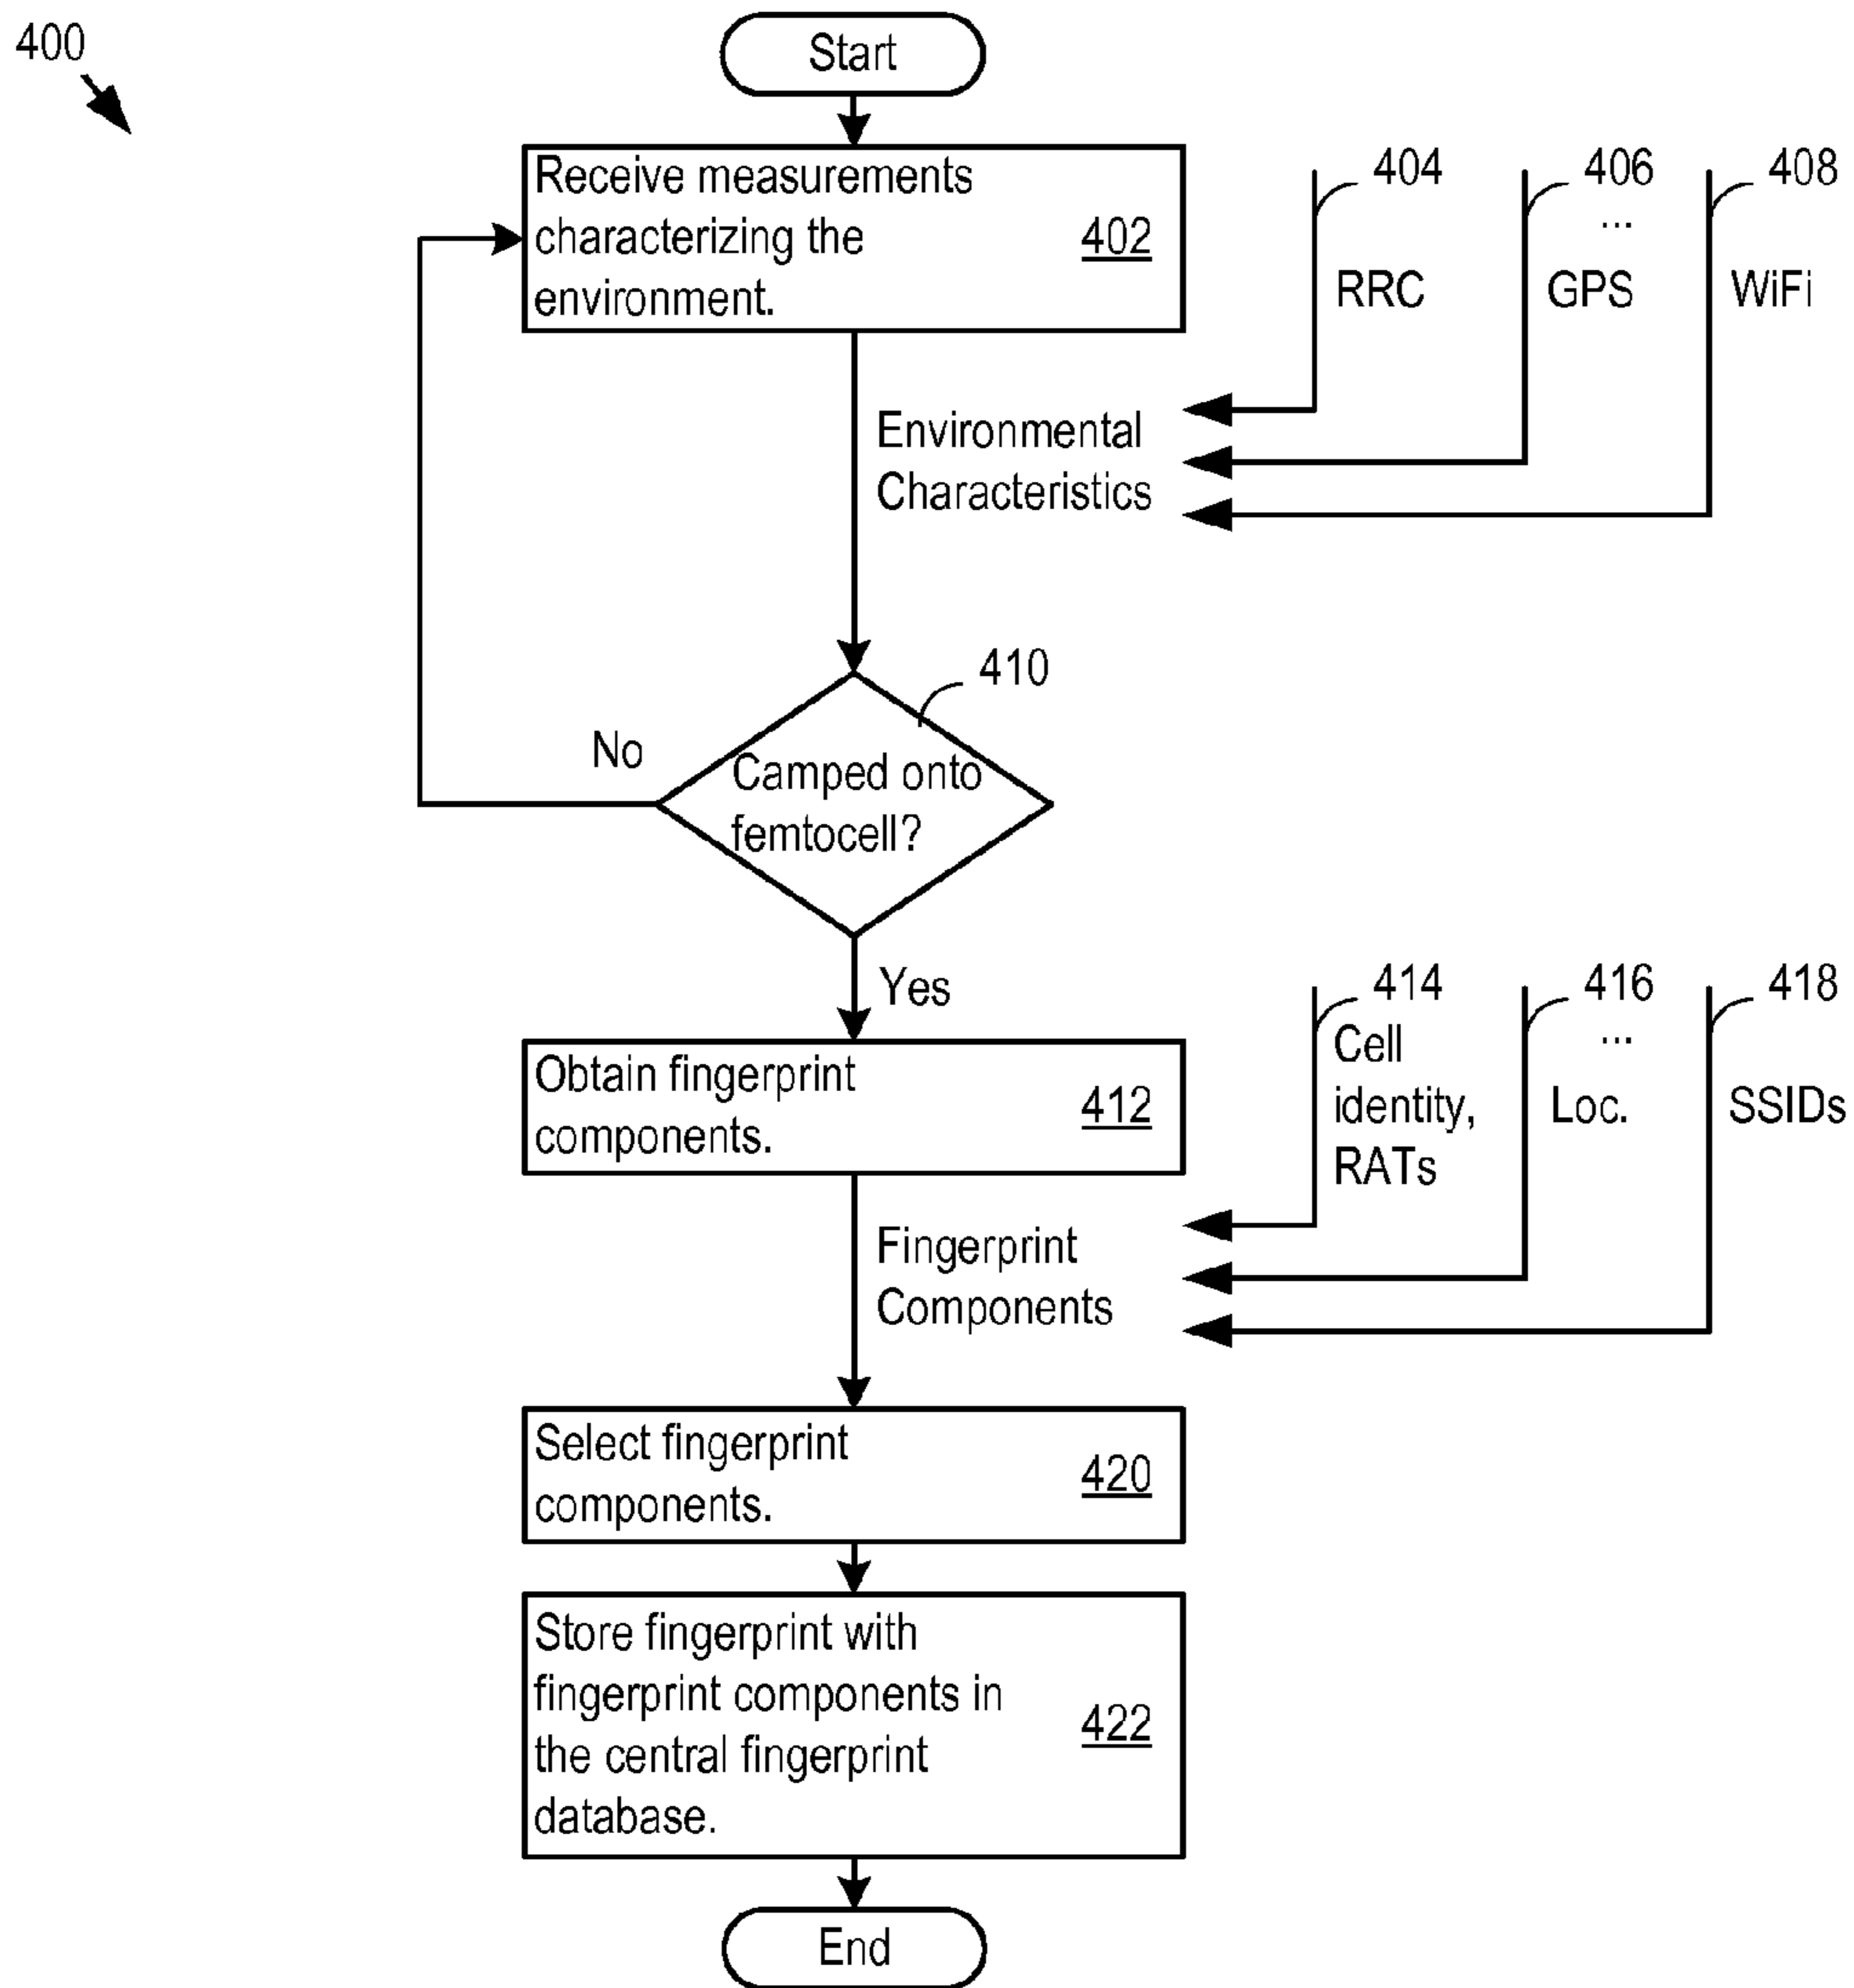 400
Start
Receive measurements
characterizing the
environment.
402
404
406
408
...
RRC
GPS
WiFi
Environmental
Characteristics
410
No
Camped onto
femtocell?
Yes
Obtain fingerprint
components.
412
414
416
418
Cell
identity,
RATs
...
Loc.
SSIDs
Fingerprint
Components
Select fingerprint
components.
420
Store fingerprint with
fingerprint components in
the central fingerprint
database.
422
End